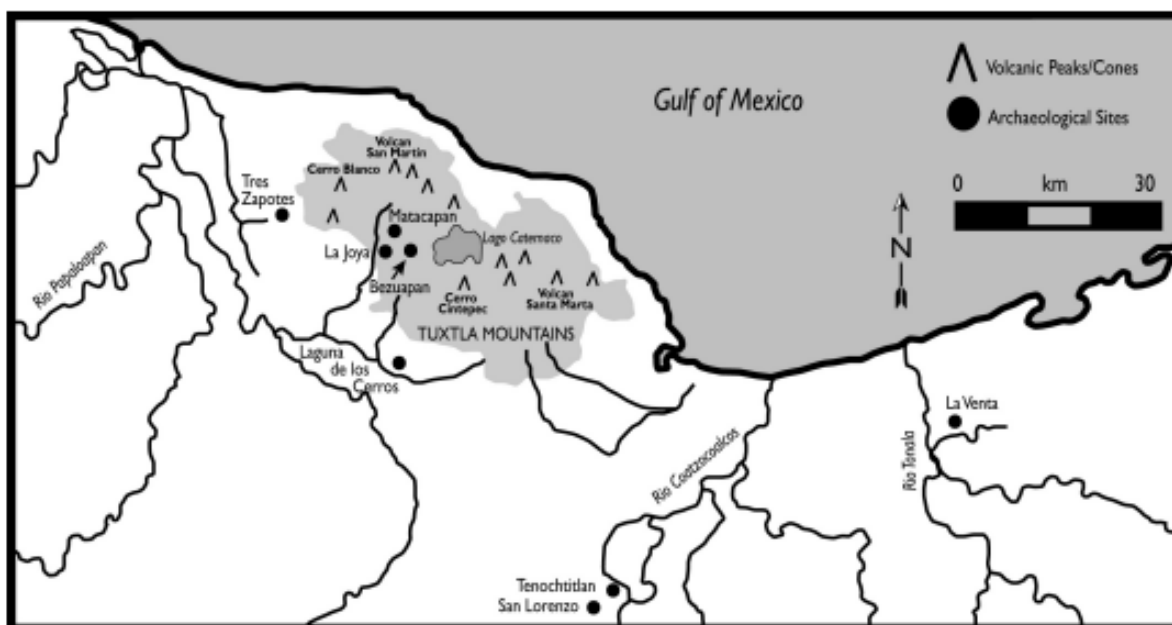 Gulf of Mexico
Volcanic Peaks/Cones
Archaeological Sites
0 km 30
N
Volcan
San Martin
Cerro Blanco
Tres
Zapotes
Matacapan
La Joya
Lago Catemaco
Bezuapan
Cerro
Cintepec
Volcan
Santa Marta
TUXTLA MOUNTAINS
Rio Papaloapan
Laguna
de los
Cerros
La Venta
Rio Coatzocoalcos
Rio Tonala
Tenochtitlan
San Lorenzo